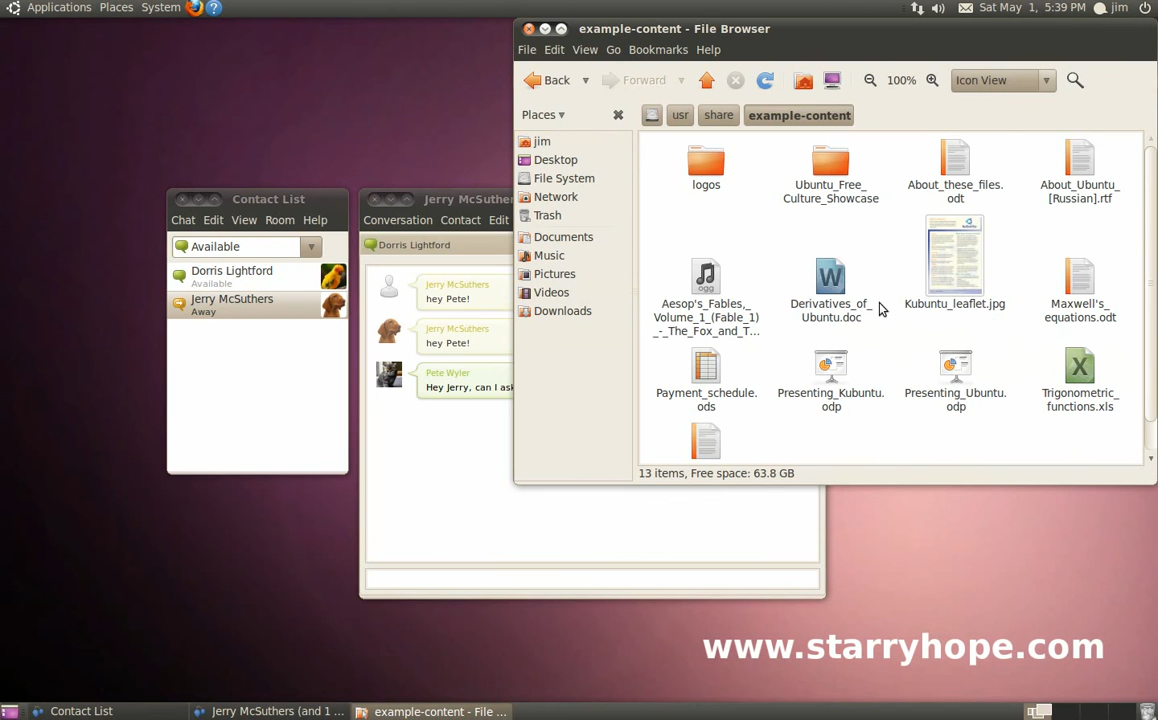 Applications Places System
Sat May 1, 5:39 PM jim
example-content - File Browser
File Edit View Go Bookmarks Help
Back Forward 100% Icon View
Places
usr share example-content
jim
Desktop
File System
Network
Trash
Documents
Music
Pictures
Videos
Downloads
logos
Ubuntu_Free_
Culture_Showcase
About_these_files.
odt
About_Ubuntu_
[Russian].rtf
ogg
Aesop's_Fables,_
Volume_1_(Fable_1)
_-_The_Fox_and_T...
W
Derivatives_of_
Ubuntu.doc
Kubuntu_leaflet.jpg
Maxwell's_
equations.odt
Payment_schedule.
ods
Presenting_Kubuntu.
odp
Presenting_Ubuntu.
odp
X
Trigonometric_
functions.xls
13 items, Free space: 63.8 GB
Contact List
Chat Edit View Room Help
Available
Dorris Lightford
Available
Jerry McSuthers
Away
Jerry McSuther
Conversation Contact Edit
Dorris Lightford
Jerry McSuthers
hey Pete!
Jerry McSuthers
hey Pete!
Pete Wyler
Hey Jerry, can I ask
www.starryhope.com
Contact List
Jerry McSuthers (and 1 ...
example-content - File ...